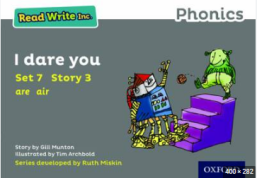 Read Write Inc.
Phonics
I dare you
Set 7 Story 3
are air
Story by Gill Munton
Illustrated by Tim Archbold
Series developed by Ruth Miskin
OXFO
400 × 282